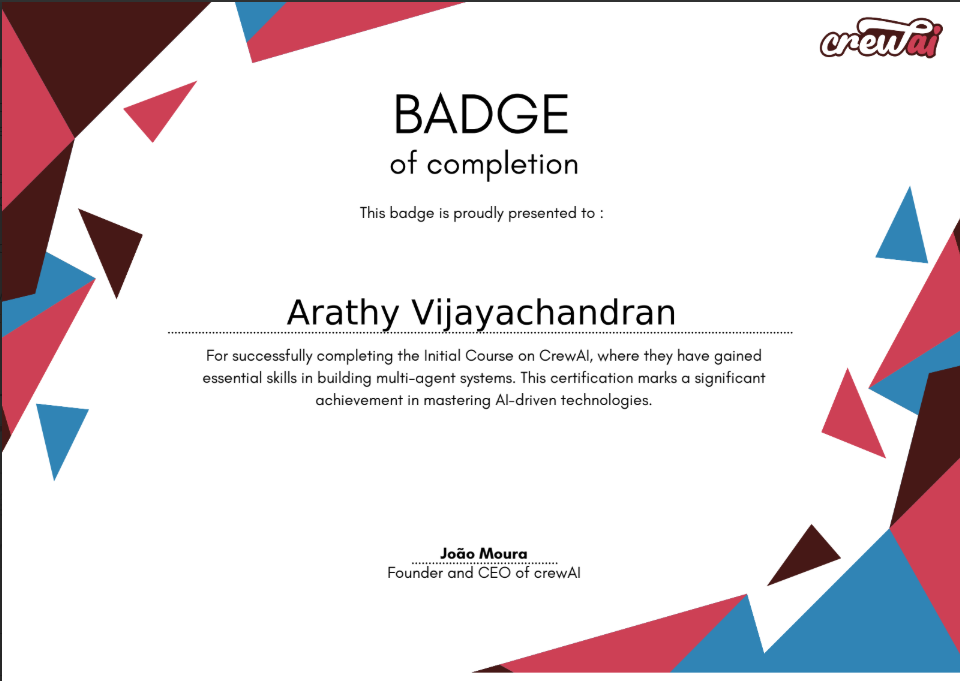 crewai
BADGE
of completion
This badge is proudly presented to :
Arathy Vijayachandran
For successfully completing the Initial Course on CrewAI, where they have gained
essential skills in building multi-agent systems. This certification marks a significant
achievement in mastering AI-driven technologies.
João Moura
Founder and CEO of crewAI